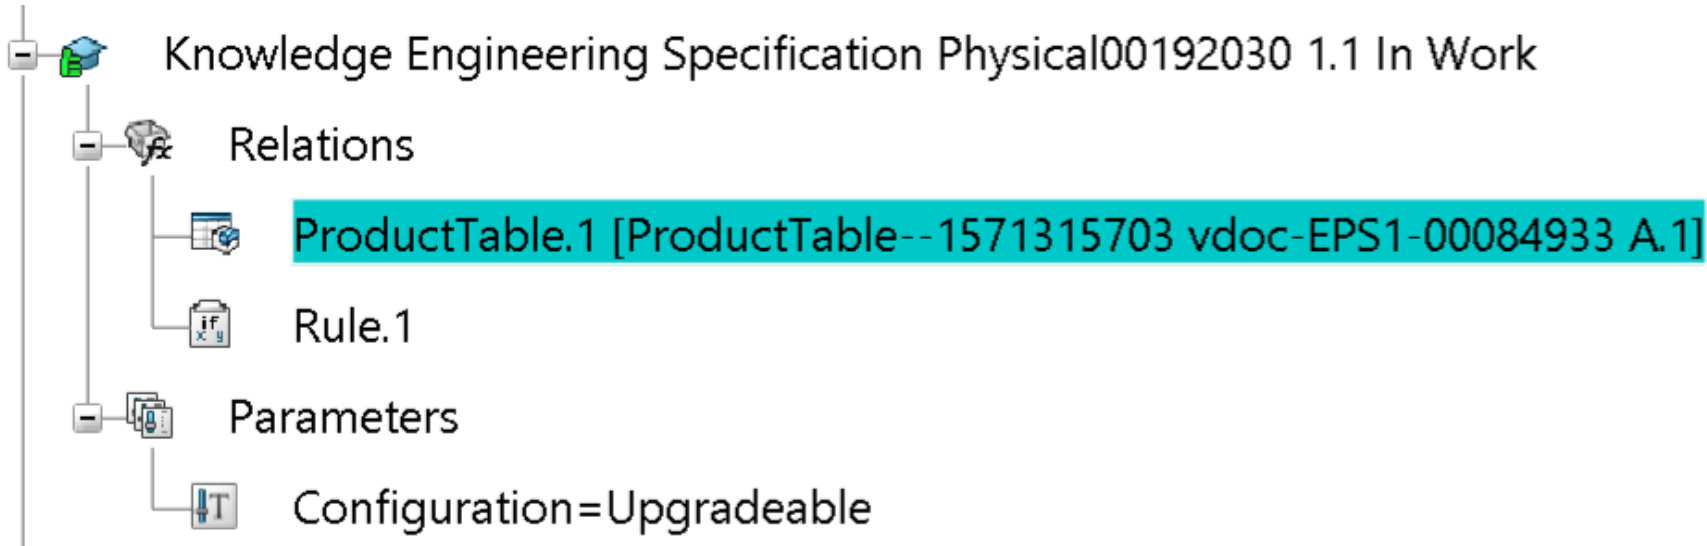 Knowledge Engineering Specification Physical00192030 1.1 In Work
Relations
ProductTable.1 [ProductTable--1571315703 vdoc-EPS1-00084933 A.1]
Rule.1
Parameters
Configuration=Upgradeable